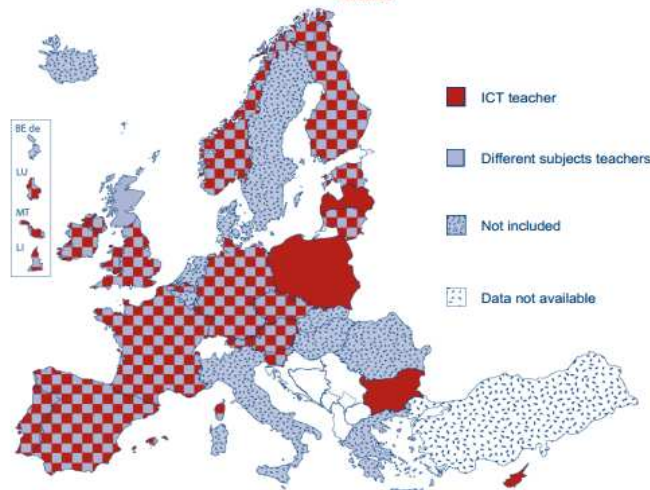 BE de
LU
MT
LI
ICT teacher
Different subjects teachers
Not included
Data not available